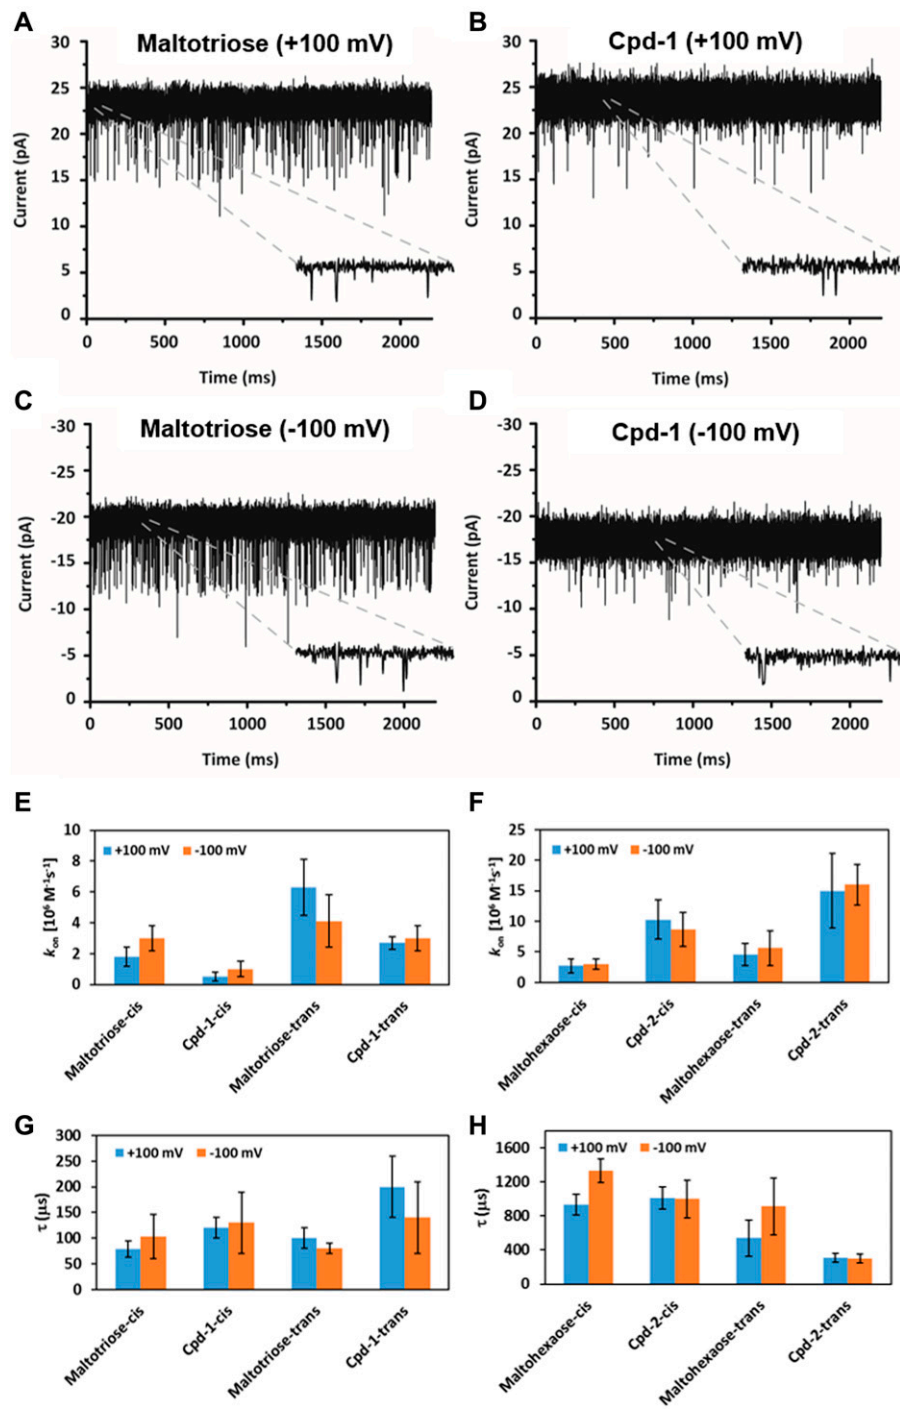 A
Maltotriose (+100 mV)
30
25
20
15
10
5
0
Current (pA)
0 500 1000 1500 2000
Time (ms)
B
Cpd-1 (+100 mV)
30
25
20
15
10
5
0
Current (pA)
0 500 1000 1500 2000
Time (ms)
C
Maltotriose (-100 mV)
-30
-25
-20
-15
-10
-5
0
Current (pA)
0 500 1000 1500 2000
Time (ms)
D
Cpd-1 (-100 mV)
-30
-25
-20
-15
-10
-5
0
Current (pA)
0 500 1000 1500 2000
Time (ms)
E
10
8
6
4
2
0
kon [10⁶ M⁻¹s⁻¹]
+100 mV -100 mV
Maltotriose-cis
Cpd-1-cis
Maltotriose-trans
Cpd-1-trans
F
25
20
15
10
5
0
kon [10⁶ M⁻¹s⁻¹]
+100 mV -100 mV
Maltohexaose-cis
Cpd-2-cis
Maltohexaose-trans
Cpd-2-trans
G
300
250
200
150
100
50
0
τ (μs)
+100 mV -100 mV
Maltotriose-cis
Cpd-1-cis
Maltotriose-trans
Cpd-1-trans
H
1600
1200
800
400
0
τ (μs)
+100 mV -100 mV
Maltohexaose-cis
Cpd-2-cis
Maltohexaose-trans
Cpd-2-trans